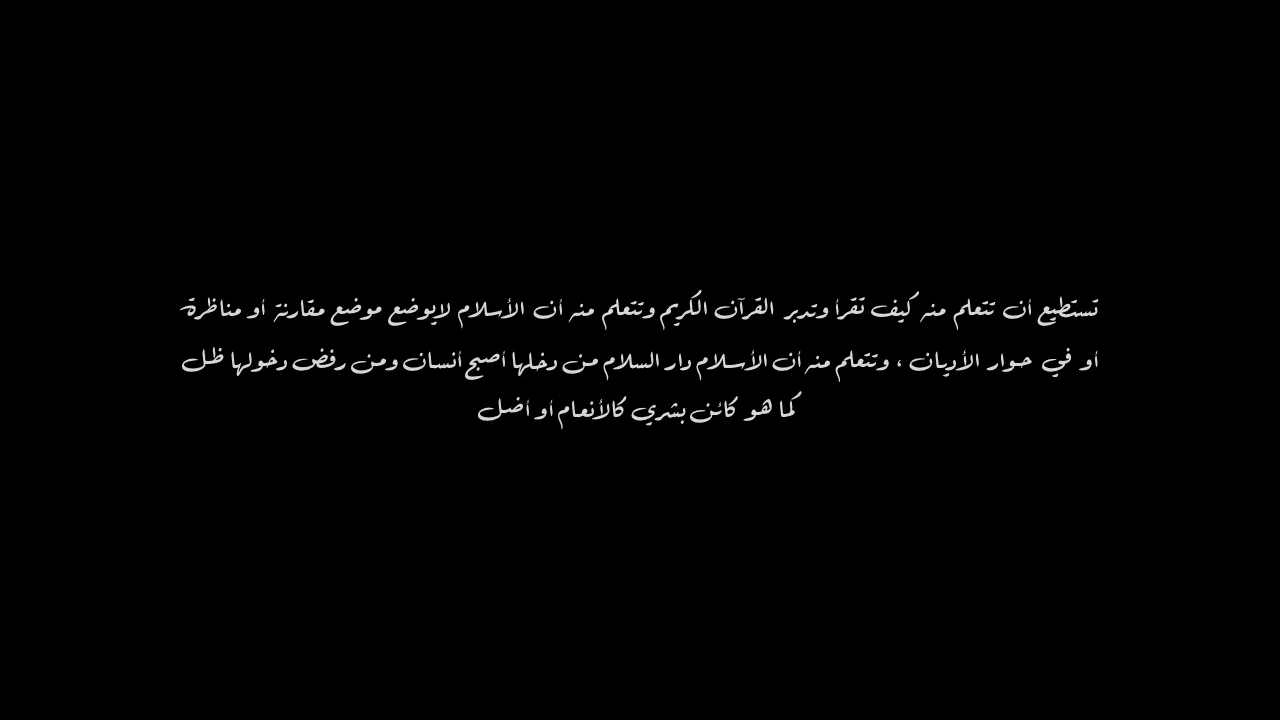 تستطيع أن تتعلم منه كيف تقرأ وتدبر القرآن الكريم وتتعلم منه أن الأسلام لايوضع موضع مقارنة أو مناظرة
أو في حوار الأديان ، وتتعلم منه أن الأسلام دار السلام من دخلها أصبح أنسان ومن رفض دخولها ظل
كما هو كائن بشري كالأنعام أو أضل